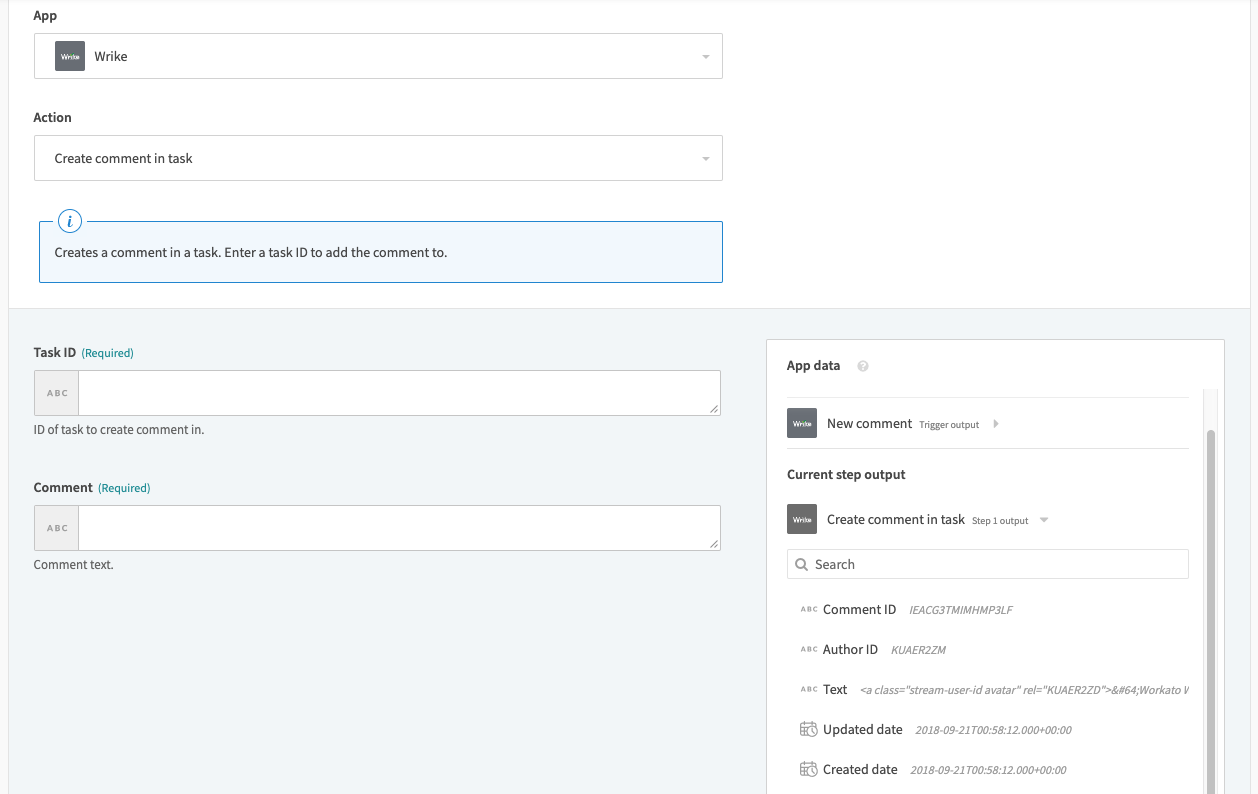 App
Wrike Wrike
Action
Create comment in task
i
Creates a comment in a task. Enter a task ID to add the comment to.
Task ID (Required)
ABC
ID of task to create comment in.
Comment (Required)
ABC
Comment text.
App data ?
Wrike New comment Trigger output
Current step output
Wrike Create comment in task Step 1 output
Search
ABC Comment ID IEACG3TMIMHMP3LF
ABC Author ID KUAER2ZM
ABC Text <a class="stream-user-id avatar" rel="KUAER2ZD">&#64;Workato W
Updated date 2018-09-21T00:58:12.000+00:00
Created date 2018-09-21T00:58:12.000+00:00